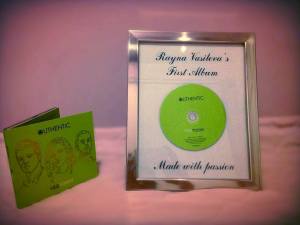 AUTHENTIC
Rayna Vasileva's
First Album
AUTHENTIC
Made with passion